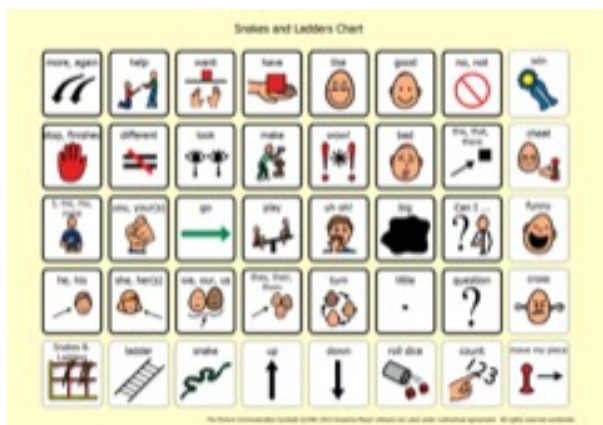 Snakes and Ladders Chart
more, again help want have like good no, not win
stop, finished different look make wow! bad this, that, there cheat
I, me, my, mine you, your(s) go play uh oh! big Can I ... funny
he, his she, her(s) we, our, us they, their, them turn little question cross
Snakes & Ladders ladder snake up down roll dice count move my piece
123